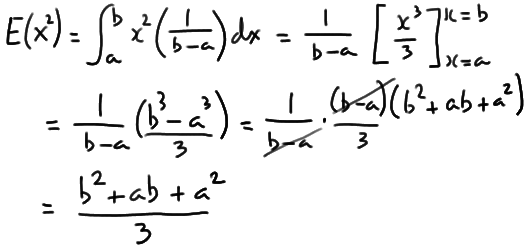 E(x²) = ∫_a^b x² (1/(b-a)) dx = 1/(b-a) [x³/3]_{x=a}^{x=b}
= 1/(b-a) (b³ - a³)/3 = 1/(b-a) · (b-a)(b² + ab + a²)/3
= (b² + ab + a²)/3